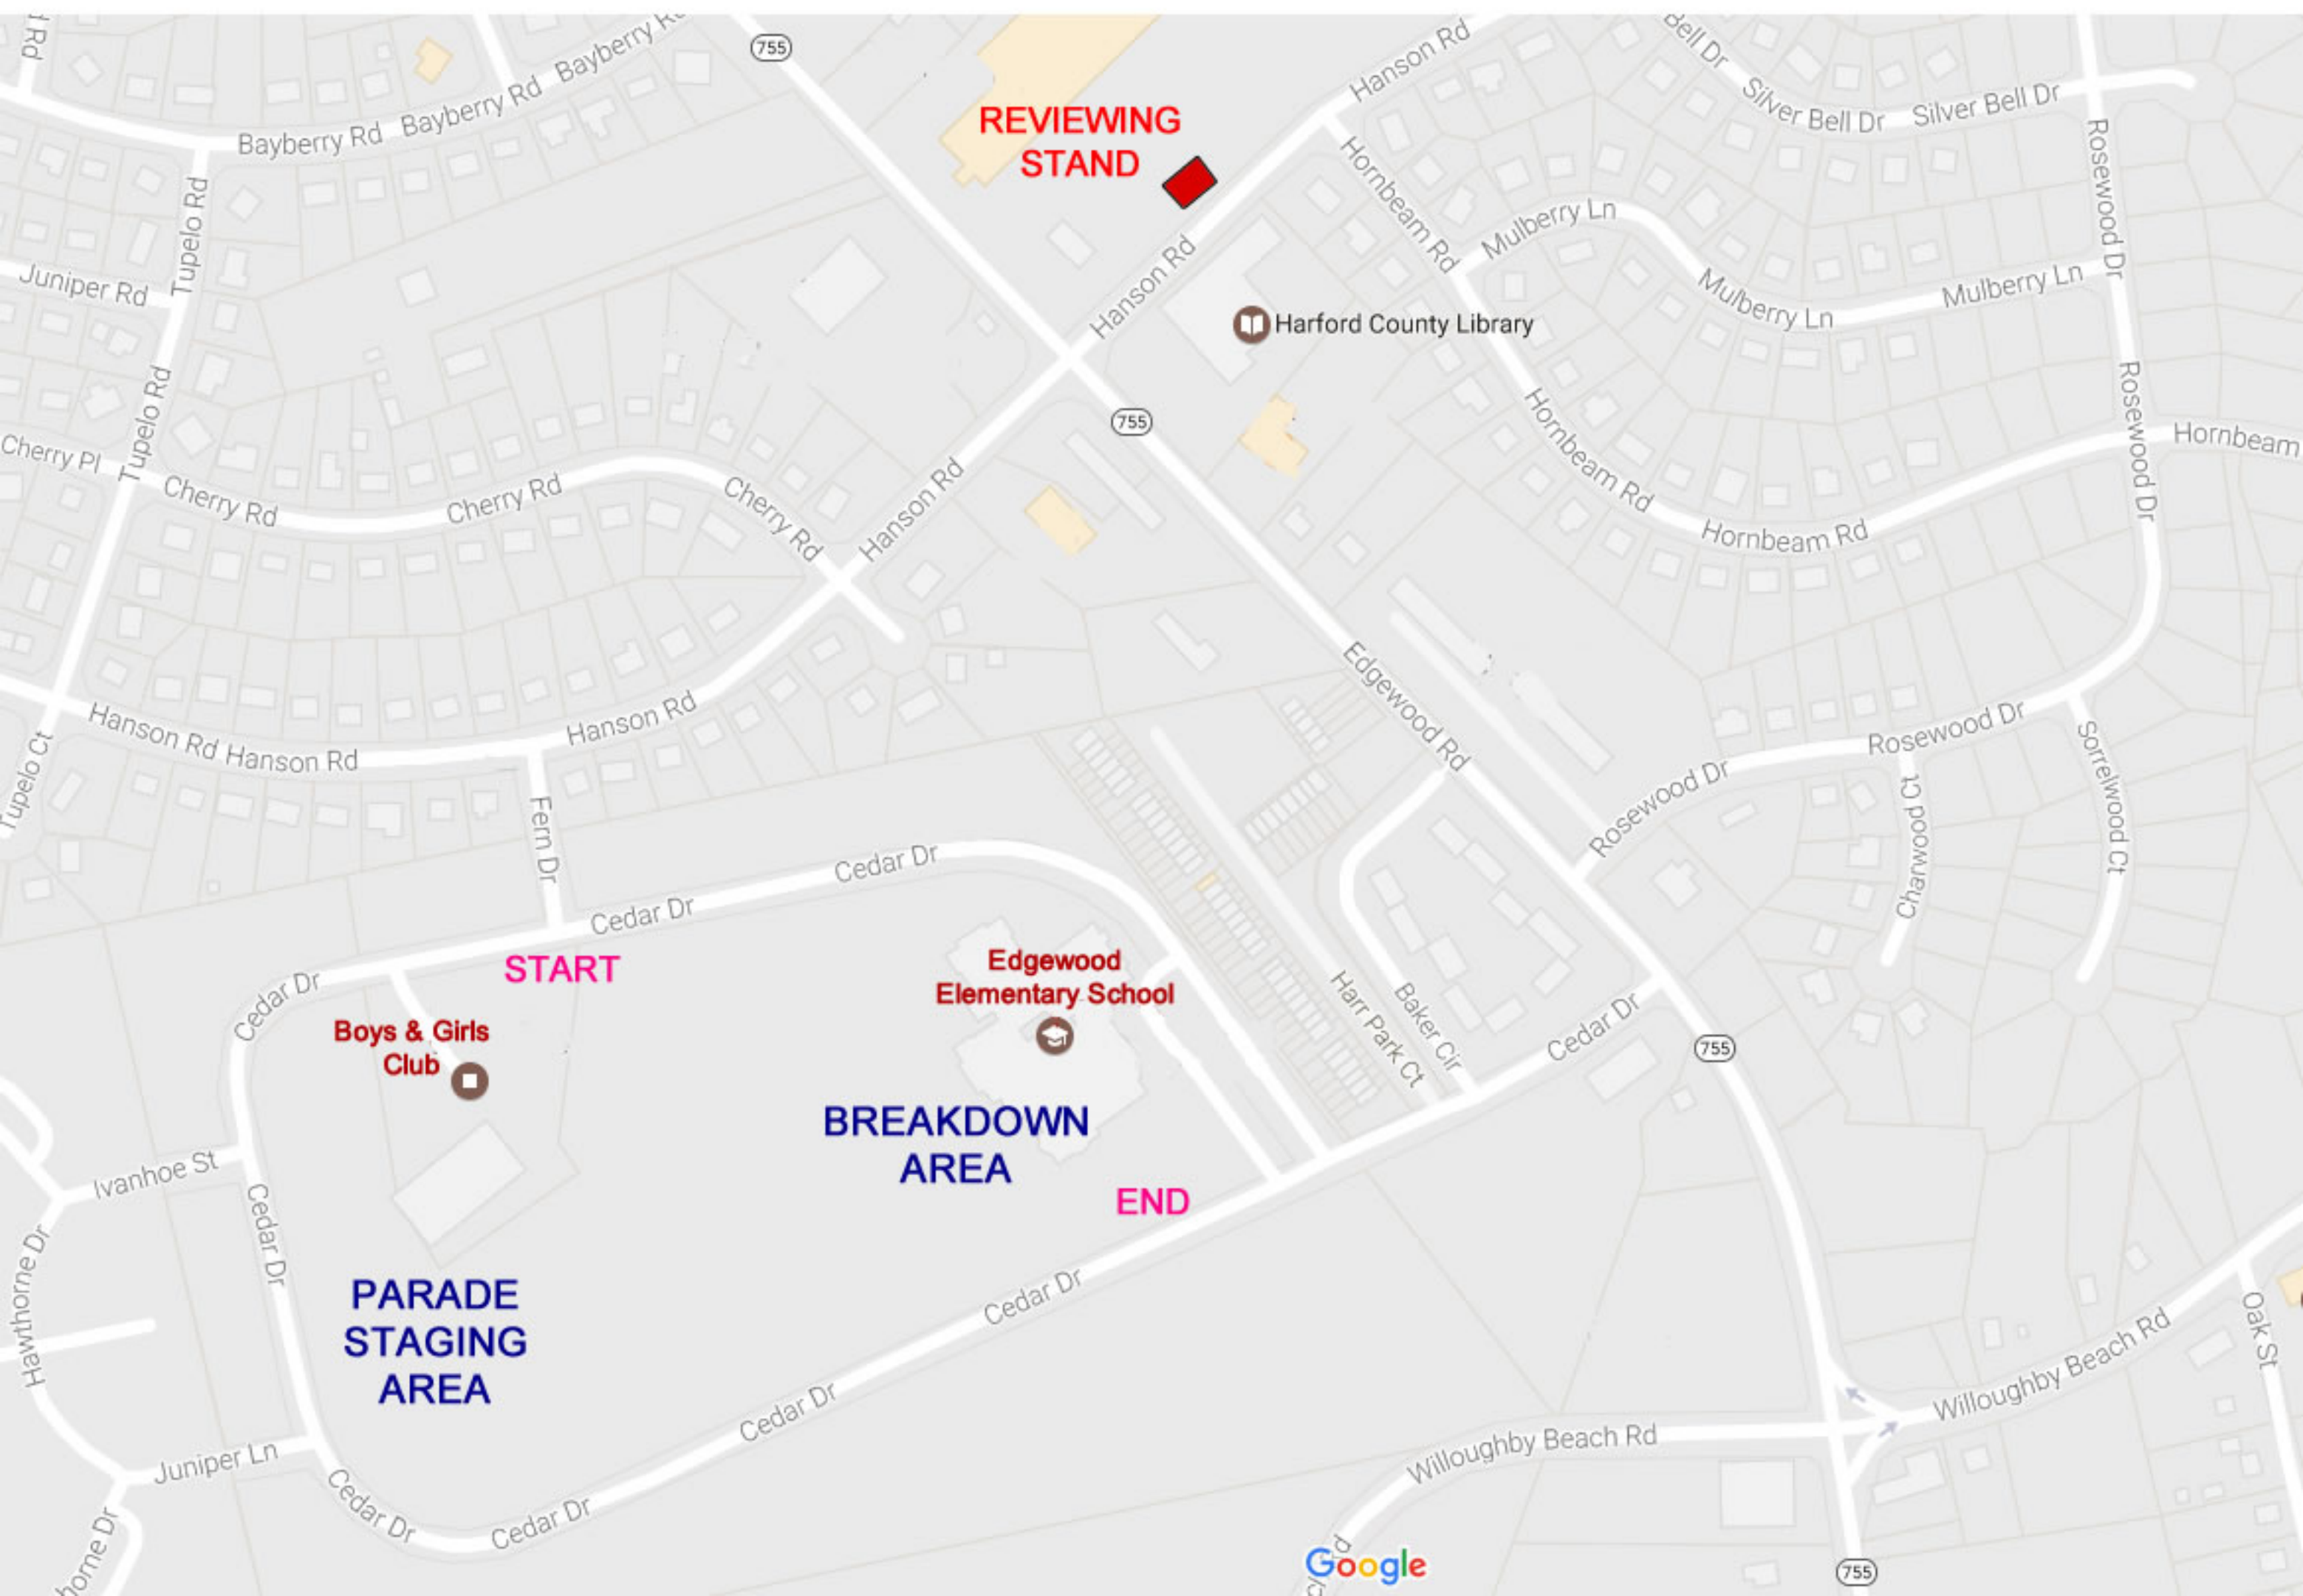 Rd
755
Bayberry Rd
Bayberry Rd
Bayberry Rd
Hanson Rd
Bell Dr
Silver Bell Dr
Silver Bell Dr
REVIEWING
STAND
Tupelo Rd
Hornbeam Rd
Mulberry Ln
Rosewood Dr
Juniper Rd
Hanson Rd
Mulberry Ln
Mulberry Ln
Harford County Library
Tupelo Rd
755
Hornbeam Rd
Rosewood Dr
Hornbeam
Cherry Pl
Cherry Rd
Cherry Rd
Cherry Rd
Hanson Rd
Hornbeam Rd
Edgewood Rd
Hanson Rd
Hanson Rd
Hanson Rd
Tupelo Ct
Rosewood Dr
Rosewood Dr
Charwood Ct
Sorrelwood Ct
Fern Dr
Cedar Dr
Cedar Dr
START
Cedar Dr
Edgewood
Elementary School
Boys & Girls
Club
Harr Park Ct
Baker Cir
Cedar Dr
755
BREAKDOWN
AREA
END
Ivanhoe St
Cedar Dr
Hawthorne Dr
PARADE
STAGING
AREA
Cedar Dr
Cedar Dr
Oak St
Willoughby Beach Rd
Willoughby Beach Rd
Juniper Ln
Cedar Dr
Cedar Dr
horne Dr
Google
755